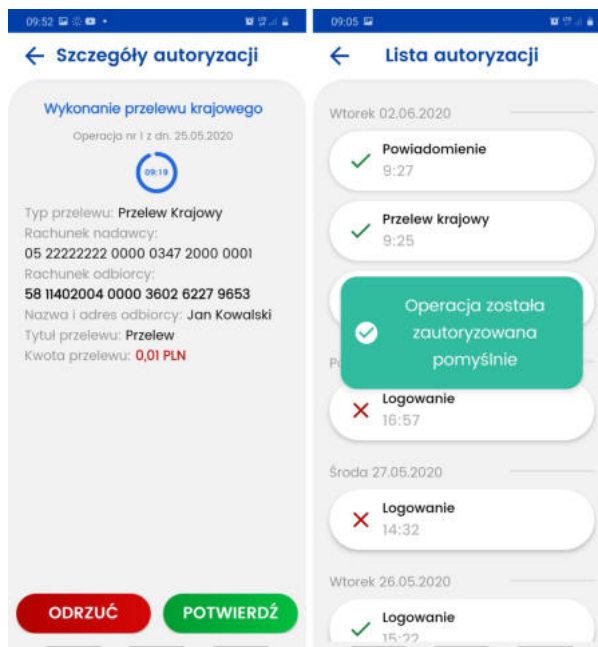 09:52
Szczegóły autoryzacji
Wykonanie przelewu krajowego
Operacja nr 1 z dn. 25.05.2020
09:19
Typ przelewu: Przelew Krajowy
Rachunek nadawcy:
05 22222222 0000 0347 2000 0001
Rachunek odbiorcy:
58 11402004 0000 3602 6227 9653
Nazwa i adres odbiorcy: Jan Kowalski
Tytuł przelewu: Przelew
Kwota przelewu: 0,01 PLN
ODRZUĆ
POTWIERDŹ
09:05
Lista autoryzacji
Wtorek 02.06.2020
Powiadomienie
9:27
Przelew krajowy
9:25
Operacja została
zautoryzowana
pomyślnie
Logowanie
16:57
Środa 27.05.2020
Logowanie
14:32
Wtorek 26.05.2020
Logowanie
15:22